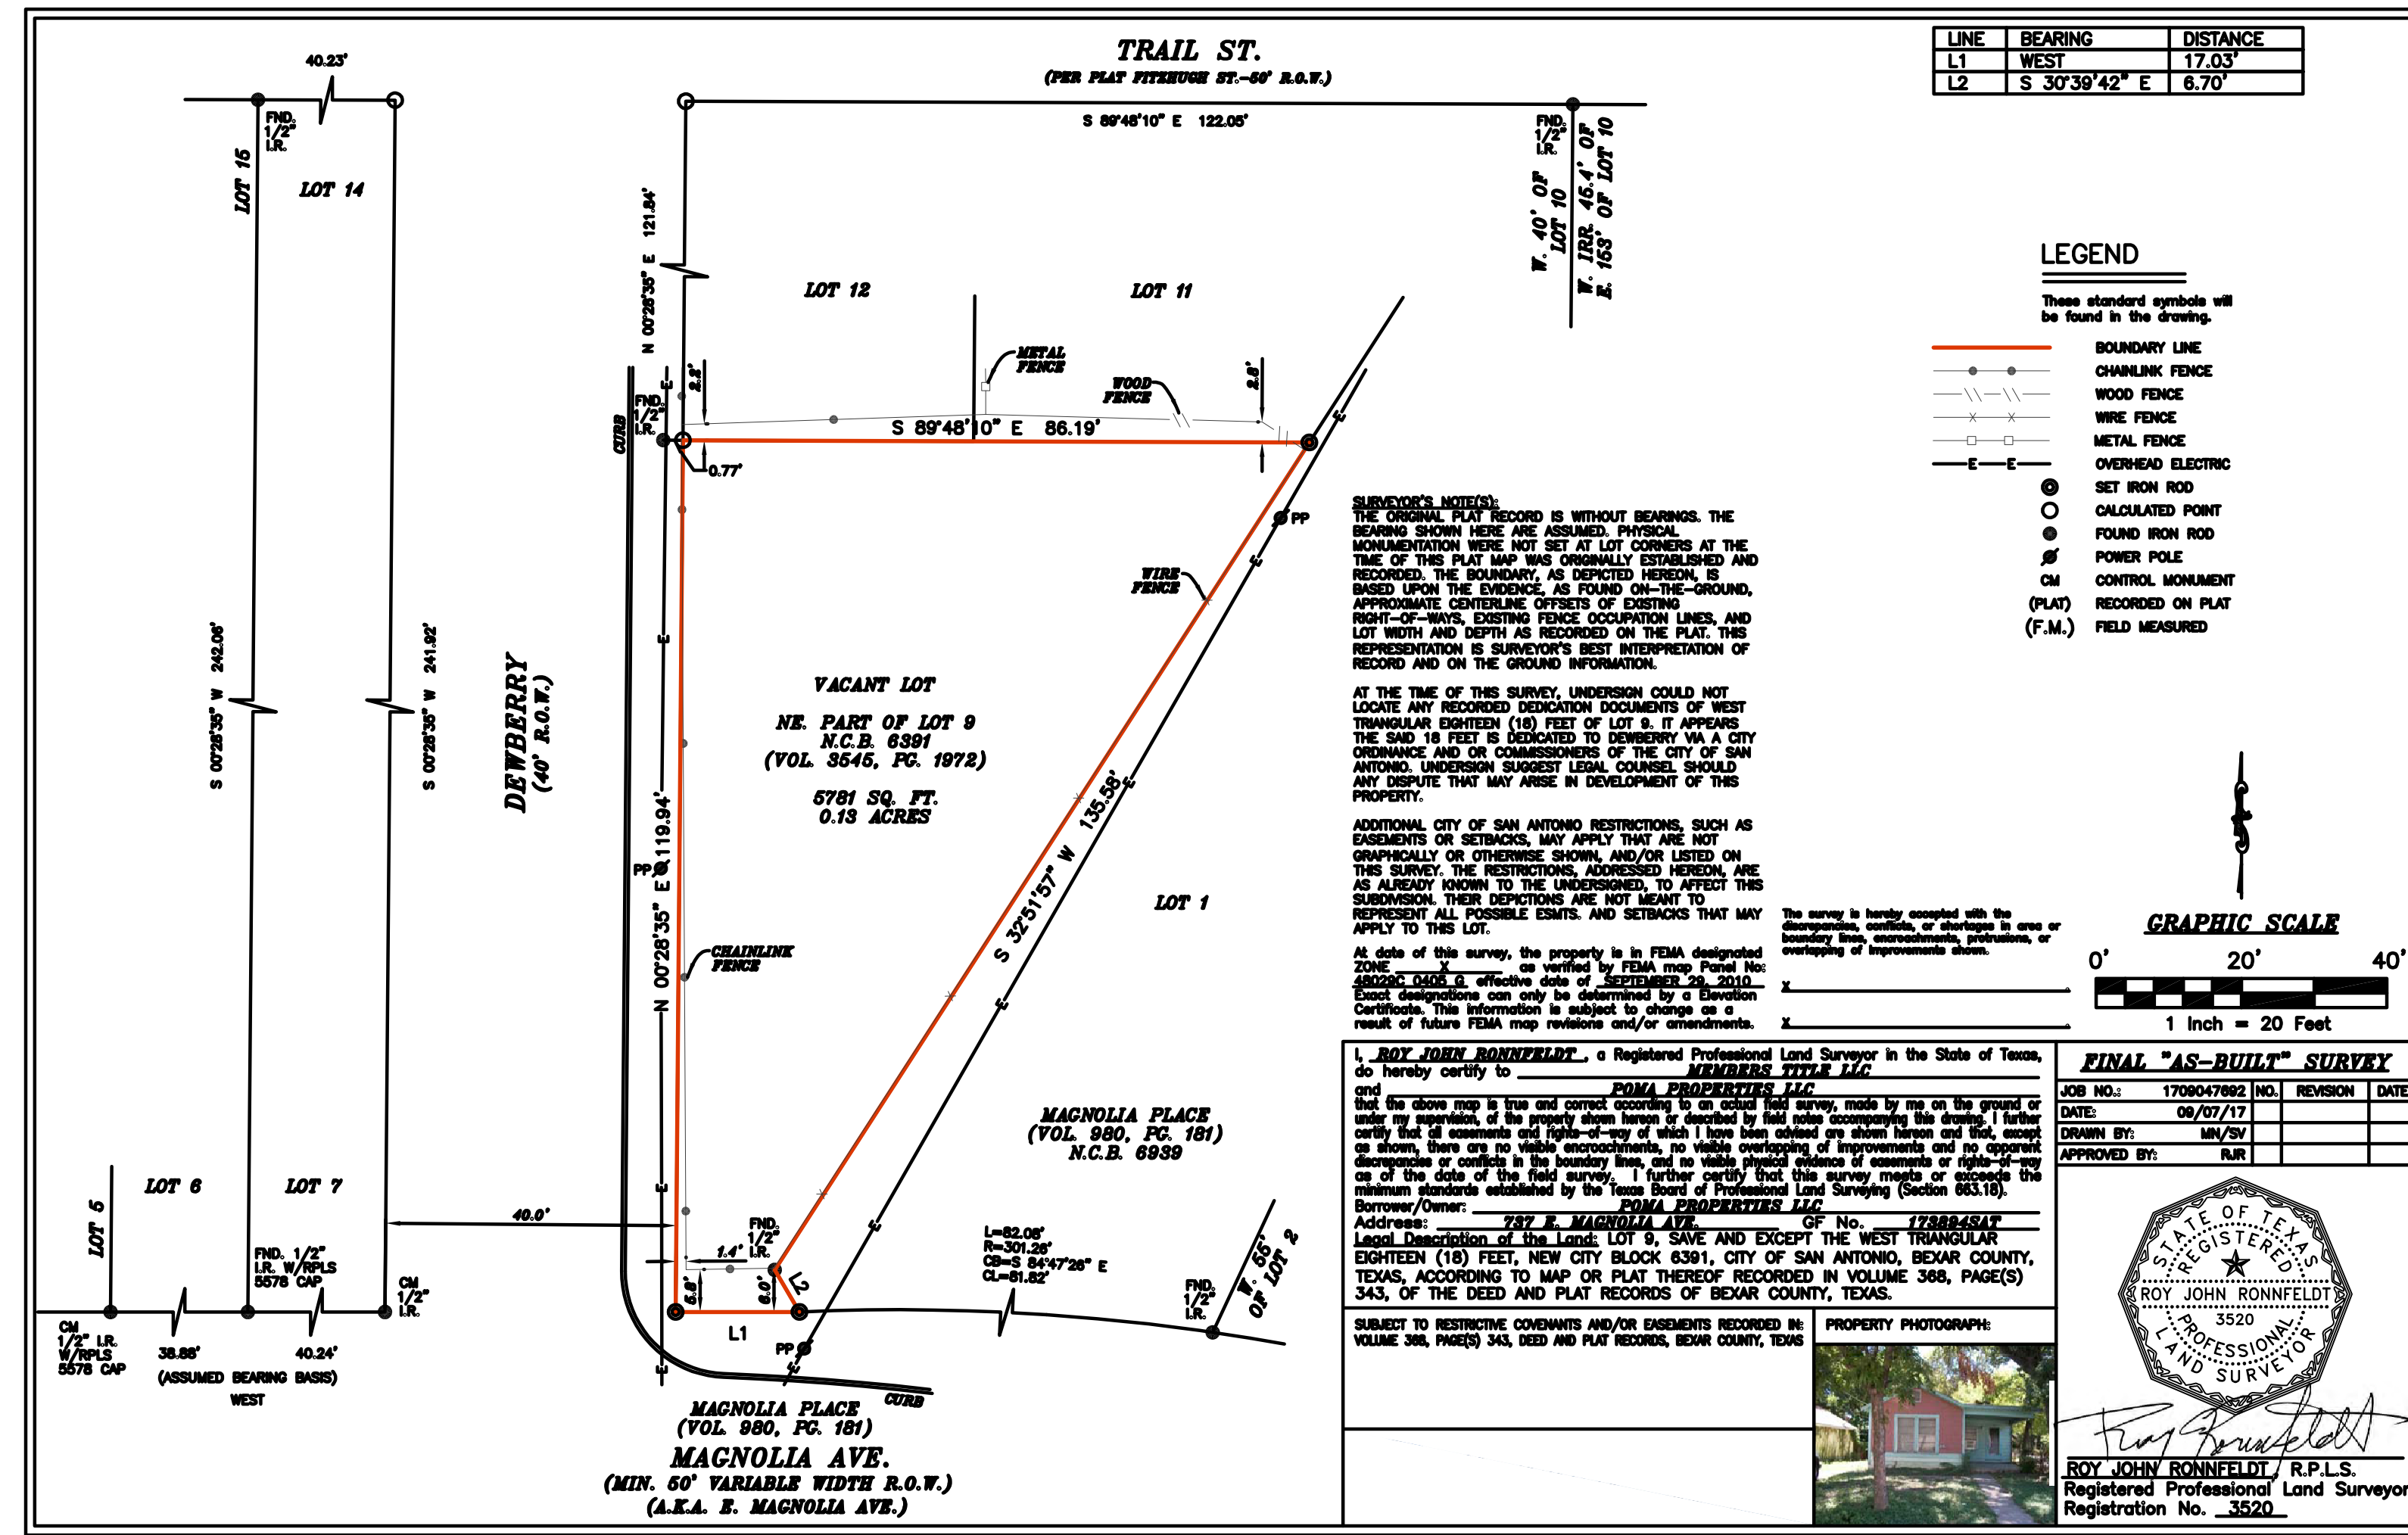 TRAIL ST.
(PER PLAT FITZHUGH ST.-50' R.O.W.)
LINE BEARING DISTANCE
L1 WEST 17.03'
L2 S 30°39'42" E 6.70'
40.23'
FND.
1/2"
I.R.
LOT 15
LOT 14
S 00°28'35" W 242.06'
S 00°28'35" W 241.92'
S 89°48'10" E 122.05'
FND.
1/2"
I.R.
W. 40' OF
LOT 10
W. IRR. 45.4' OF
E. 153' OF LOT 10
N 00°28'35" E 121.84'
LOT 12
LOT 11
METAL
FENCE
WOOD
FENCE
2.2'
2.8'
FND.
1/2"
I.R.
CURB
E
S 89°48'10" E 86.19'
0.77'
PP
E
E
WIRE
FENCE
E
DEWBERRY
(40' R.O.W.)
VACANT LOT
NE. PART OF LOT 9
N.C.B. 6391
(VOL. 3545, PG. 1972)
5781 SQ. FT.
0.13 ACRES
N 00°28'35" E 119.94'
PP
S 32°51'57" W 135.58'
E
E
LOT 1
CHAINLINK
FENCE
MAGNOLIA PLACE
(VOL. 980, PG. 181)
N.C.B. 6939
E
E
LOT 5
LOT 6
LOT 7
40.0'
1.4'
FND.
1/2"
I.R.
5.8'
6.0'
L2
L1
L=82.08'
R=301.26'
CB=S 84°47'26" E
CL=81.82'
FND.
1/2"
I.R.
W. 55'
OF LOT 2
FND. 1/2"
I.R. W/RPLS
5578 CAP
CM
1/2"
I.R.
CM
1/2" I.R.
W/RPLS
5578 CAP
38.88'
40.24'
(ASSUMED BEARING BASIS)
WEST
PP
E
E
CURB
MAGNOLIA PLACE
(VOL. 980, PG. 181)
MAGNOLIA AVE.
(MIN. 50' VARIABLE WIDTH R.O.W.)
(A.K.A. E. MAGNOLIA AVE.)
LEGEND
These standard symbols will
be found in the drawing.
BOUNDARY LINE
CHAINLINK FENCE
WOOD FENCE
WIRE FENCE
METAL FENCE
E E OVERHEAD ELECTRIC
SET IRON ROD
CALCULATED POINT
FOUND IRON ROD
POWER POLE
CM CONTROL MONUMENT
(PLAT) RECORDED ON PLAT
(F.M.) FIELD MEASURED
SURVEYOR'S NOTE(S):
THE ORIGINAL PLAT RECORD IS WITHOUT BEARINGS. THE
BEARING SHOWN HERE ARE ASSUMED. PHYSICAL
MONUMENTATION WERE NOT SET AT LOT CORNERS AT THE
TIME OF THIS PLAT MAP WAS ORIGINALLY ESTABLISHED AND
RECORDED. THE BOUNDARY, AS DEPICTED HEREON, IS
BASED UPON THE EVIDENCE, AS FOUND ON-THE-GROUND,
APPROXIMATE CENTERLINE OFFSETS OF EXISTING
RIGHT-OF-WAYS, EXISTING FENCE OCCUPATION LINES, AND
LOT WIDTH AND DEPTH AS RECORDED ON THE PLAT. THIS
REPRESENTATION IS SURVEYOR'S BEST INTERPRETATION OF
RECORD AND ON THE GROUND INFORMATION.
AT THE TIME OF THIS SURVEY, UNDERSIGN COULD NOT
LOCATE ANY RECORDED DEDICATION DOCUMENTS OF WEST
TRIANGULAR EIGHTEEN (18) FEET OF LOT 9. IT APPEARS
THE SAID 18 FEET IS DEDICATED TO DEWBERRY VIA A CITY
ORDINANCE AND OR COMMISSIONERS OF THE CITY OF SAN
ANTONIO. UNDERSIGN SUGGEST LEGAL COUNSEL SHOULD
ANY DISPUTE THAT MAY ARISE IN DEVELOPMENT OF THIS
PROPERTY.
ADDITIONAL CITY OF SAN ANTONIO RESTRICTIONS, SUCH AS
EASEMENTS OR SETBACKS, MAY APPLY THAT ARE NOT
GRAPHICALLY OR OTHERWISE SHOWN, AND/OR LISTED ON
THIS SURVEY. THE RESTRICTIONS, ADDRESSED HEREON, ARE
AS ALREADY KNOWN TO THE UNDERSIGNED, TO AFFECT THIS
SUBDIVISION. THEIR DEPICTIONS ARE NOT MEANT TO
REPRESENT ALL POSSIBLE ESMTS. AND SETBACKS THAT MAY
APPLY TO THIS LOT.
At date of this survey, the property is in FEMA designated
ZONE X as verified by FEMA map Panel No:
48029C 0405 G effective date of SEPTEMBER 29, 2010
Exact designations can only be determined by a Elevation
Certificate. This information is subject to change as a
result of future FEMA map revisions and/or amendments.
The survey is hereby accepted with the
discrepancies, conflicts, or shortages in area or
boundary lines, encroachments, protrusions, or
overlapping of improvements shown.
X
X
GRAPHIC SCALE
0' 20' 40'
1 Inch = 20 Feet
I, ROY JOHN RONNFELDT, a Registered Professional Land Surveyor in the State of Texas,
do hereby certify to MEMBERS TITLE LLC
and POMA PROPERTIES LLC
that the above map is true and correct according to an actual field survey, made by me on the ground or
under my supervision, of the property shown hereon or described by field notes accompanying this drawing. I further
certify that all easements and rights-of-way of which I have been advised are shown hereon and that, except
as shown, there are no visible encroachments, no visible overlapping of improvements and no apparent
discrepancies or conflicts in the boundary lines, and no visible physical evidence of easements or rights-of-way
as of the date of the field survey. I further certify that this survey meets or exceeds the
minimum standards established by the Texas Board of Professional Land Surveying (Section 663.18).
Borrower/Owner: POMA PROPERTIES LLC
Address: 737 E. MAGNOLIA AVE. GF No. 173894SAT
Legal Description of the Land: LOT 9, SAVE AND EXCEPT THE WEST TRIANGULAR
EIGHTEEN (18) FEET, NEW CITY BLOCK 6391, CITY OF SAN ANTONIO, BEXAR COUNTY,
TEXAS, ACCORDING TO MAP OR PLAT THEREOF RECORDED IN VOLUME 368, PAGE(S)
343, OF THE DEED AND PLAT RECORDS OF BEXAR COUNTY, TEXAS.
SUBJECT TO RESTRICTIVE COVENANTS AND/OR EASEMENTS RECORDED IN:
VOLUME 368, PAGE(S) 343, DEED AND PLAT RECORDS, BEXAR COUNTY, TEXAS
PROPERTY PHOTOGRAPH:
FINAL "AS-BUILT" SURVEY
JOB NO.: 1709047692 NO. REVISION DATE
DATE: 09/07/17
DRAWN BY: MN/SV
APPROVED BY: RJR
STATE OF TEXAS
REGISTERED
ROY JOHN RONNFELDT
3520
PROFESSIONAL
LAND SURVEYOR
Roy Ronnfeldt
ROY JOHN RONNFELDT, R.P.L.S.
Registered Professional Land Surveyor
Registration No. 3520